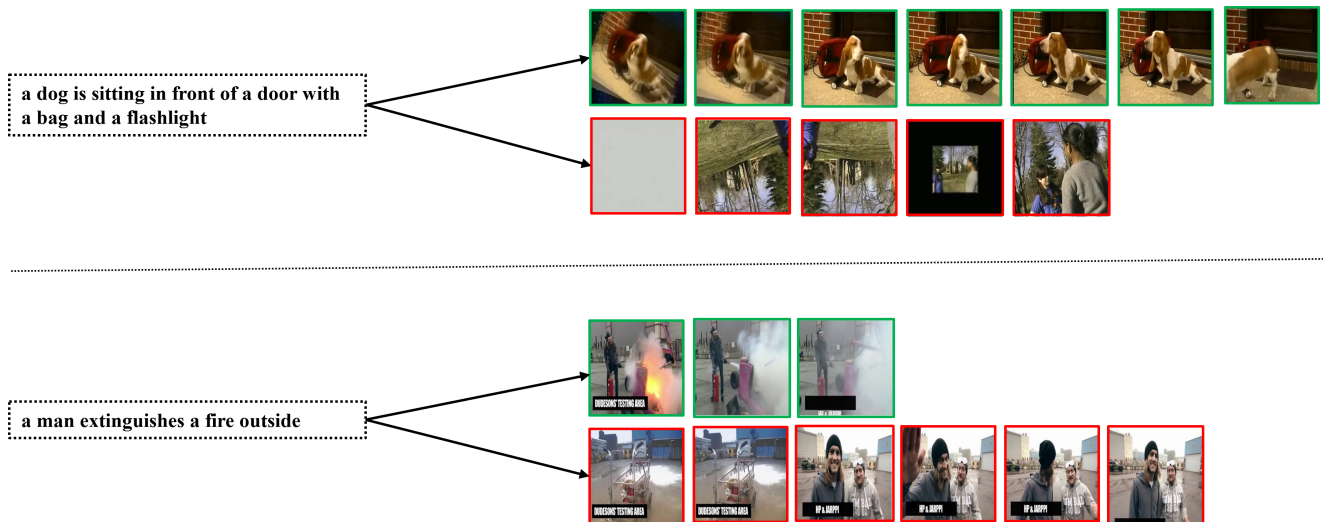 a dog is sitting in front of a door with
a bag and a flashlight
DUDESONS' TESTING AREA
a man extinguishes a fire outside
DUDESONS' TESTING AREA
DUDESONS' TESTING AREA
HP & JARPPI
HP & JARPPI
HP & JARPPI